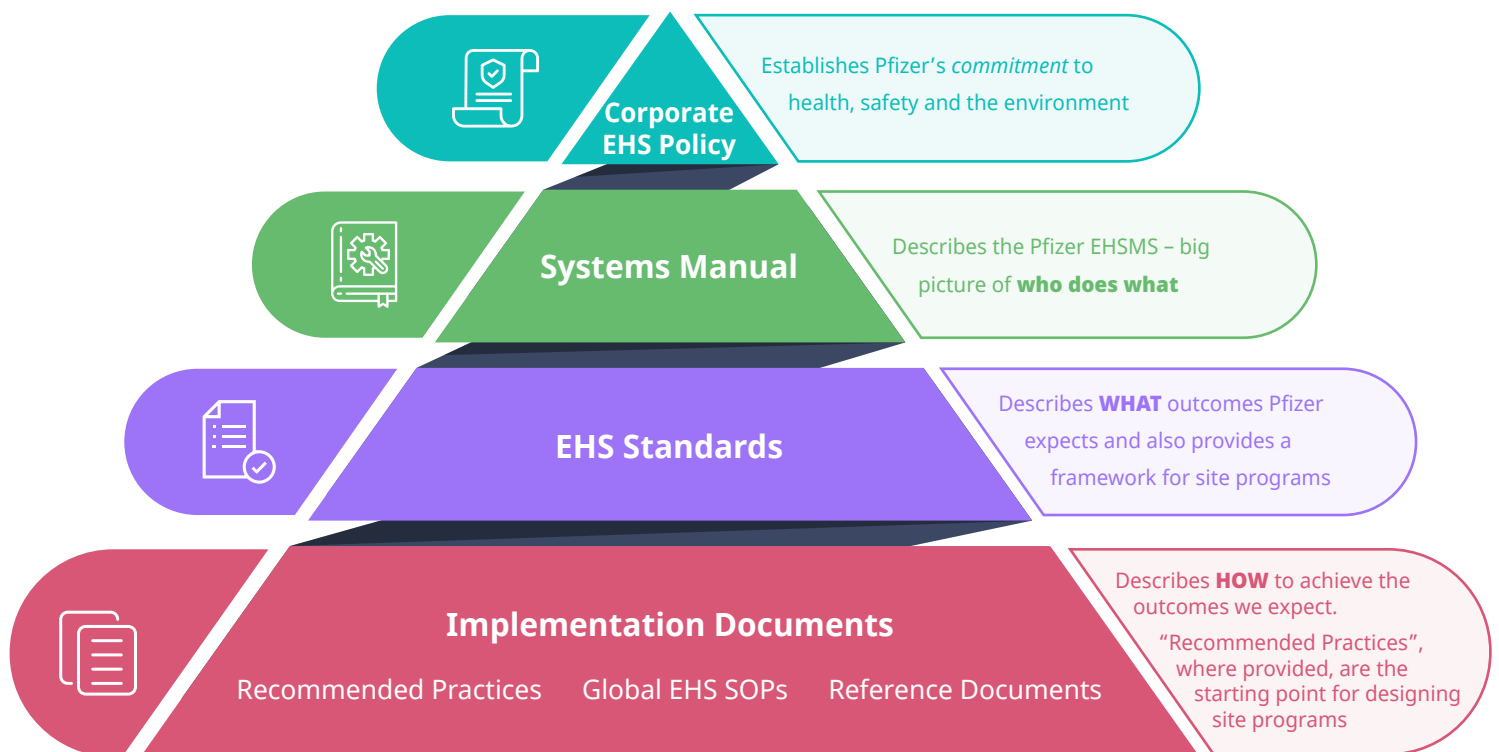 Corporate
EHS Policy
Establishes Pfizer’s commitment to
health, safety and the environment
Systems Manual
Describes the Pfizer EHSMS – big
picture of who does what
EHS Standards
Describes WHAT outcomes Pfizer
expects and also provides a
framework for site programs
Implementation Documents
Recommended Practices Global EHS SOPs Reference Documents
Describes HOW to achieve the
outcomes we expect.
“Recommended Practices”,
where provided, are the
starting point for designing
site programs